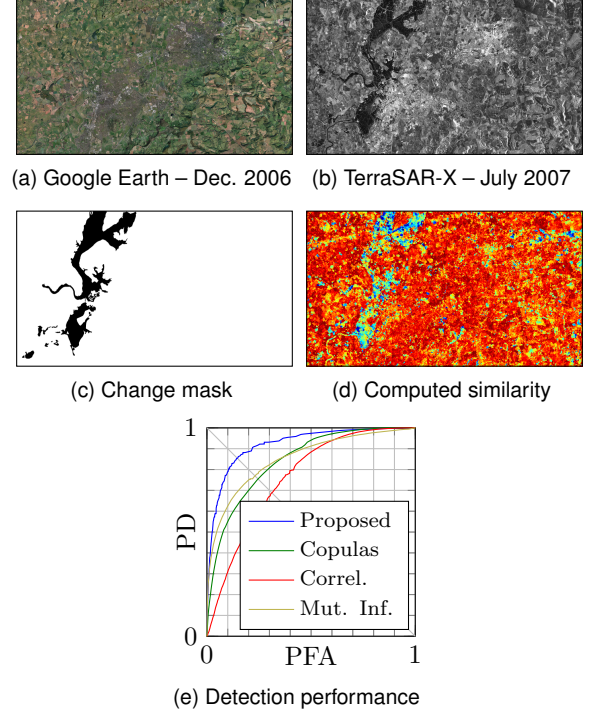 (a) Google Earth – Dec. 2006
(b) TerraSAR-X – July 2007
(c) Change mask
(d) Computed similarity
1
PD
0
Proposed
Copulas
Correl.
Mut. Inf.
0
PFA
1
(e) Detection performance